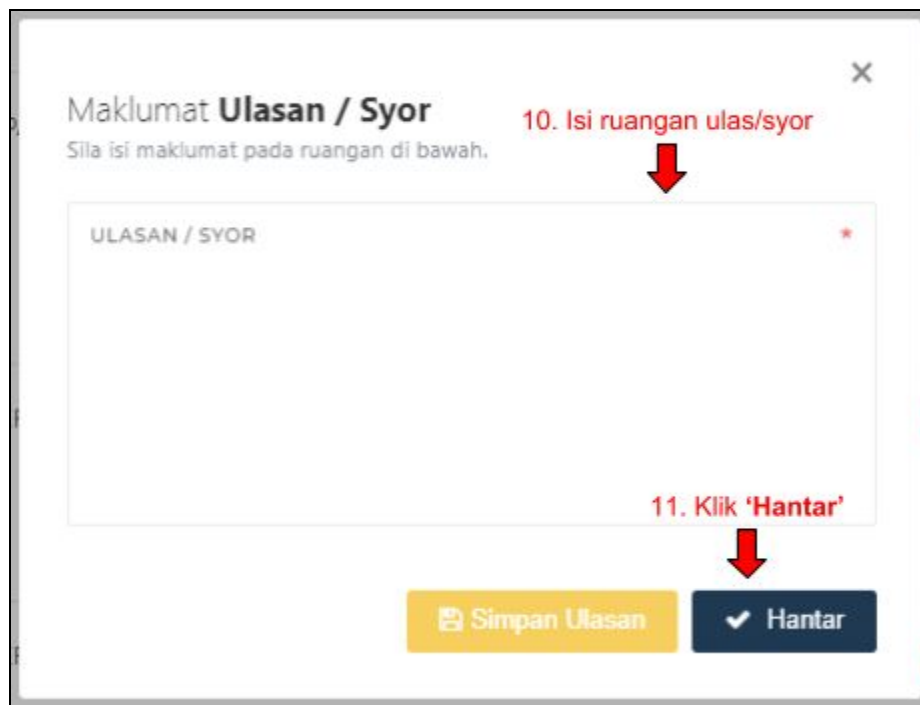 ×
Maklumat Ulasan / Syor
10. Isi ruangan ulas/syor
Sila isi maklumat pada ruangan di bawah.
ULASAN / SYOR *
11. Klik ‘Hantar’
Simpan Ulasan
Hantar